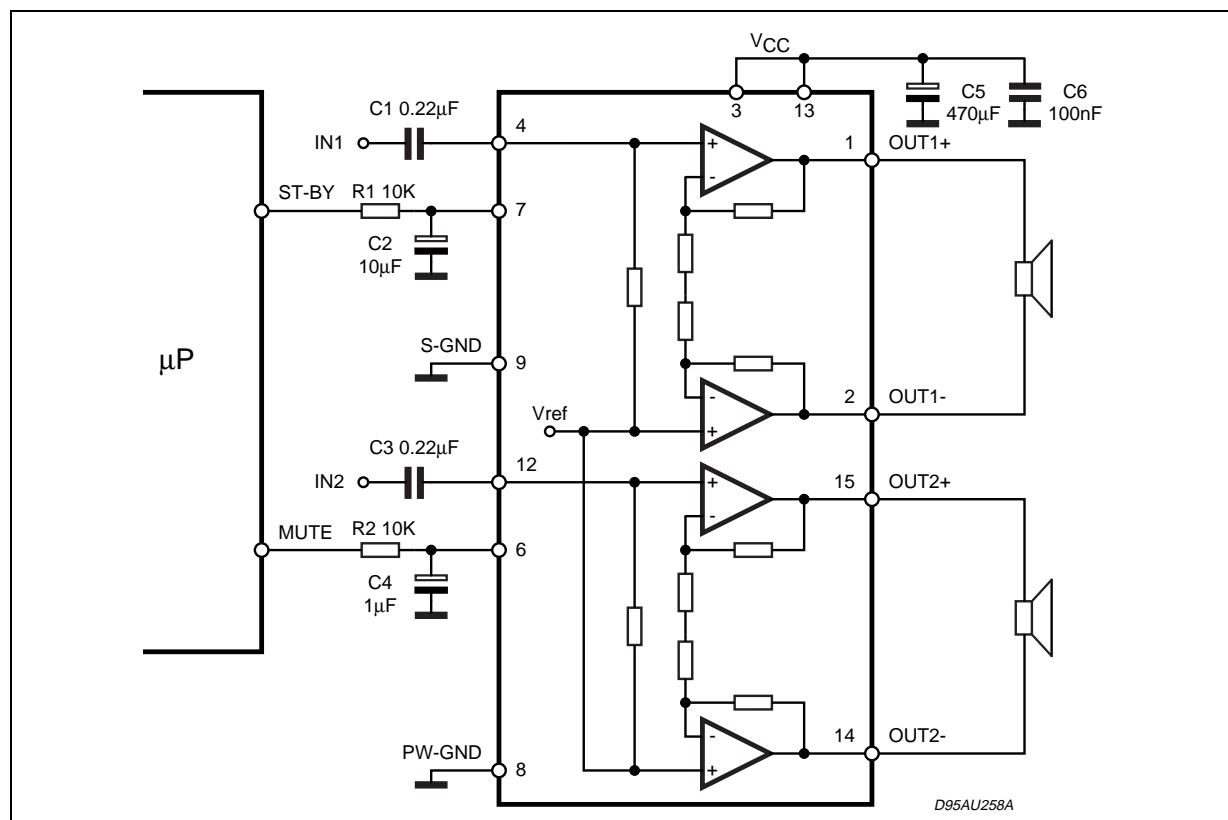 VCC
C1 0.22µF
3
13
C5
470µF
C6
100nF
IN1
4
1
OUT1+
+
-
ST-BY
R1 10K
7
C2
10µF
µP
S-GND
9
-
+
2
OUT1-
Vref
C3 0.22µF
12
IN2
+
-
15
OUT2+
MUTE
R2 10K
6
C4
1µF
PW-GND
8
-
+
14
OUT2-
D95AU258A